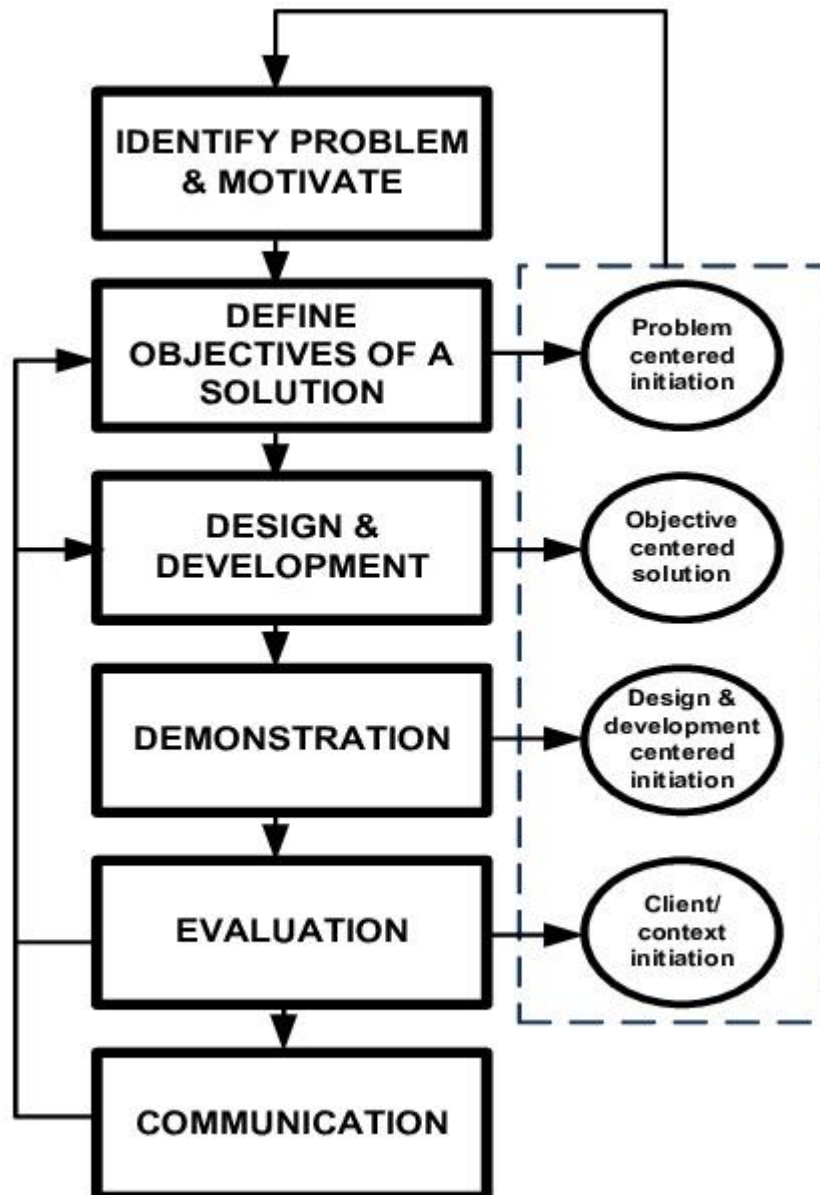 IDENTIFY PROBLEM
& MOTIVATE
DEFINE
OBJECTIVES OF A
SOLUTION
Problem
centered
initiation
DESIGN &
DEVELOPMENT
Objective
centered
solution
DEMONSTRATION
Design &
development
centered
initiation
EVALUATION
Client/
context
initiation
COMMUNICATION